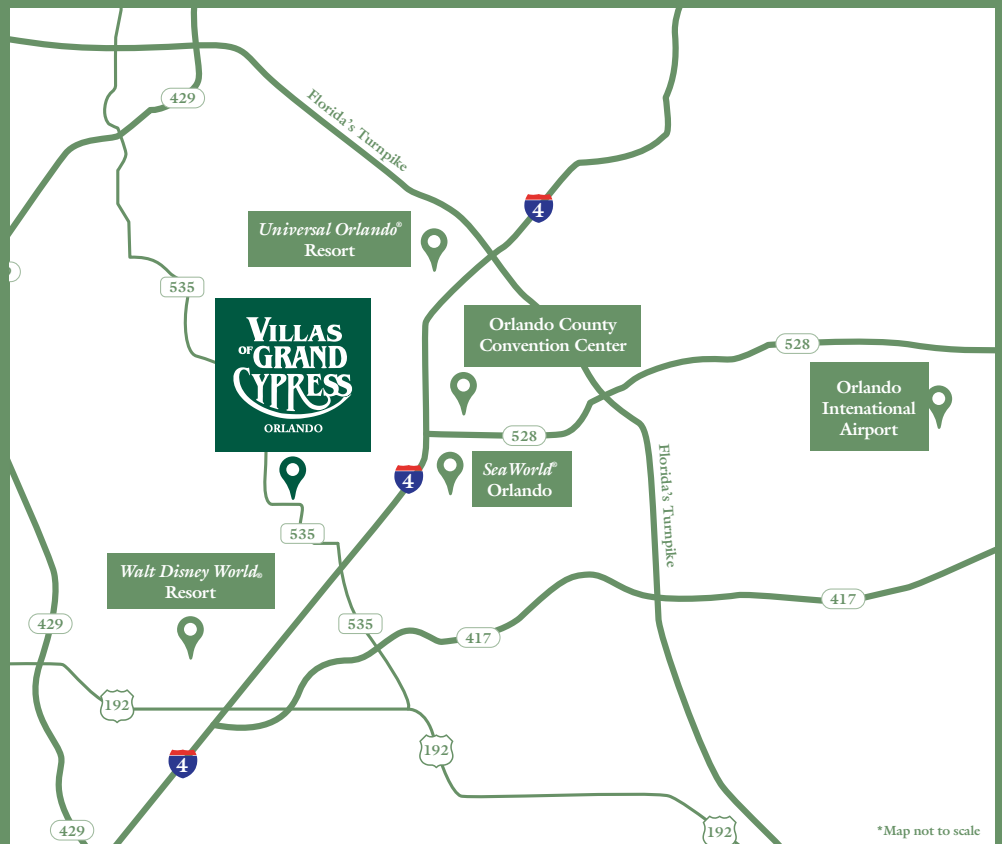 429
Florida's Turnpike
4
Universal Orlando®
Resort
535
VILLAS
OF GRAND
CYPRESS
ORLANDO
Orlando County
Convention Center
528
Orlando
Intenational
Airport
528
4
SeaWorld®
Orlando
Florida's Turnpike
535
Walt Disney World®
Resort
417
429
535
417
192
192
4
429
192
*Map not to scale